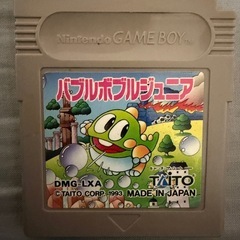 Nintendo GAME BOY
バブルボブルジュニア
DMG-LXA
TAITO
© TAITO CORP. 1993 MADE IN JAPAN